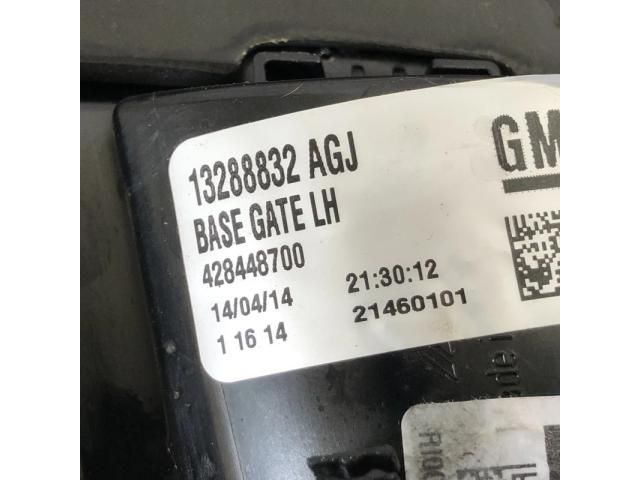 13288832 AGJ
GM
BASE GATE LH
428448700
14/04/14 21:30:12
1 16 14 21460101